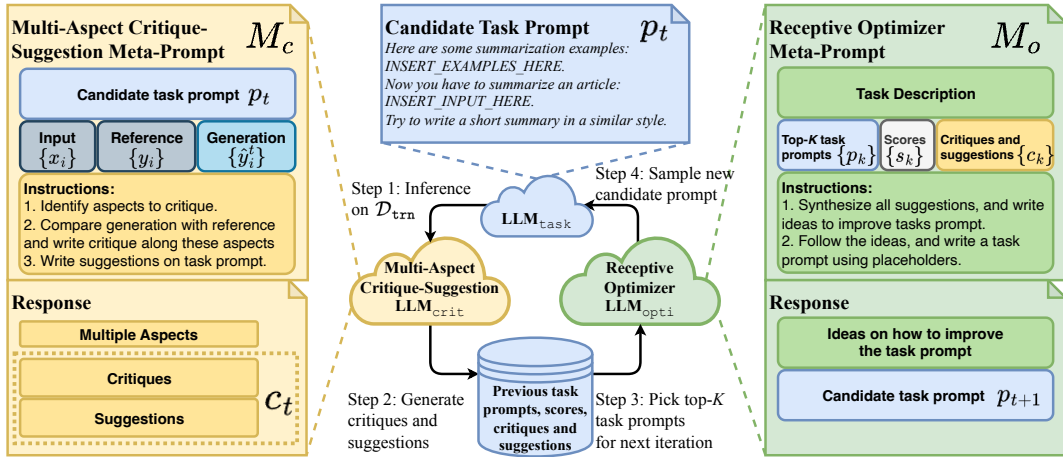 Multi-Aspect Critique-
Suggestion Meta-Prompt
M_c
Candidate task prompt p_t
Input
{x_i}
Reference
{y_i}
Generation
{ŷ_i^t}
Instructions:
1. Identify aspects to critique.
2. Compare generation with reference
and write critique along these aspects
3. Write suggestions on task prompt.
Response
Multiple Aspects
Critiques
Suggestions
c_t
Candidate Task Prompt
p_t
Here are some summarization examples:
INSERT_EXAMPLES_HERE.
Now you have to summarize an article:
INSERT_INPUT_HERE.
Try to write a short summary in a similar style.
Step 1: Inference
on D_trn
LLM_task
Step 4: Sample new
candidate prompt
Multi-Aspect
Critique-Suggestion
LLM_crit
Receptive
Optimizer
LLM_opti
Step 2: Generate
critiques and
suggestions
Previous task
prompts, scores,
critiques and
suggestions
Step 3: Pick top-K
task prompts
for next iteration
Receptive Optimizer
Meta-Prompt
M_o
Task Description
Top-K task
prompts {p_k}
Scores
{s_k}
Critiques and
suggestions {c_k}
Instructions:
1. Synthesize all suggestions, and write
ideas to improve tasks prompt.
2. Follow the ideas, and write a task
prompt using placeholders.
Response
Ideas on how to improve
the task prompt
Candidate task prompt p_{t+1}